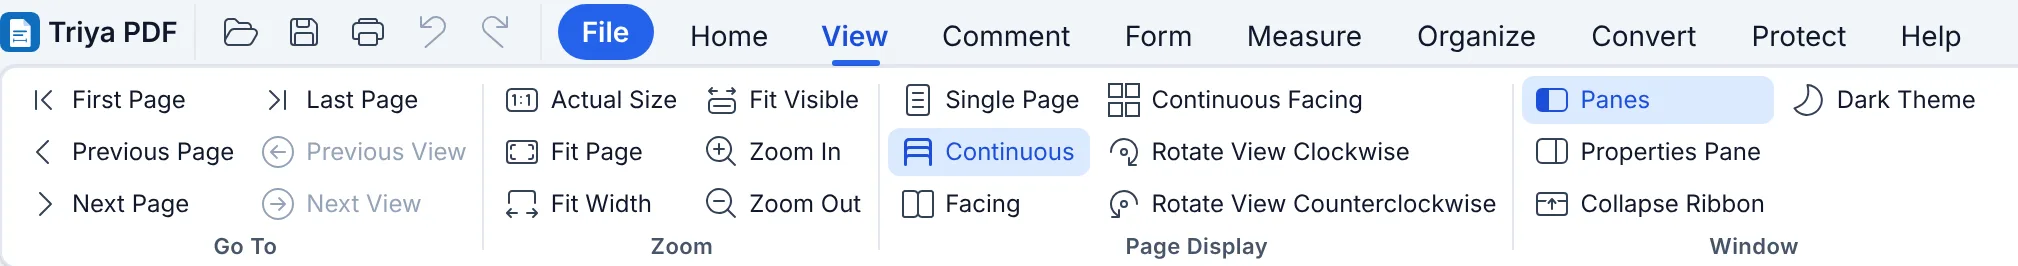 Triya PDF File Home View Comment Form Measure Organize Convert Protect Help
First Page Last Page 1:1 Actual Size Fit Visible Single Page Continuous Facing Panes Dark Theme
Previous Page Previous View Fit Page Zoom In Continuous Rotate View Clockwise Properties Pane
Next Page Next View Fit Width Zoom Out Facing Rotate View Counterclockwise Collapse Ribbon
Go To Zoom Page Display Window